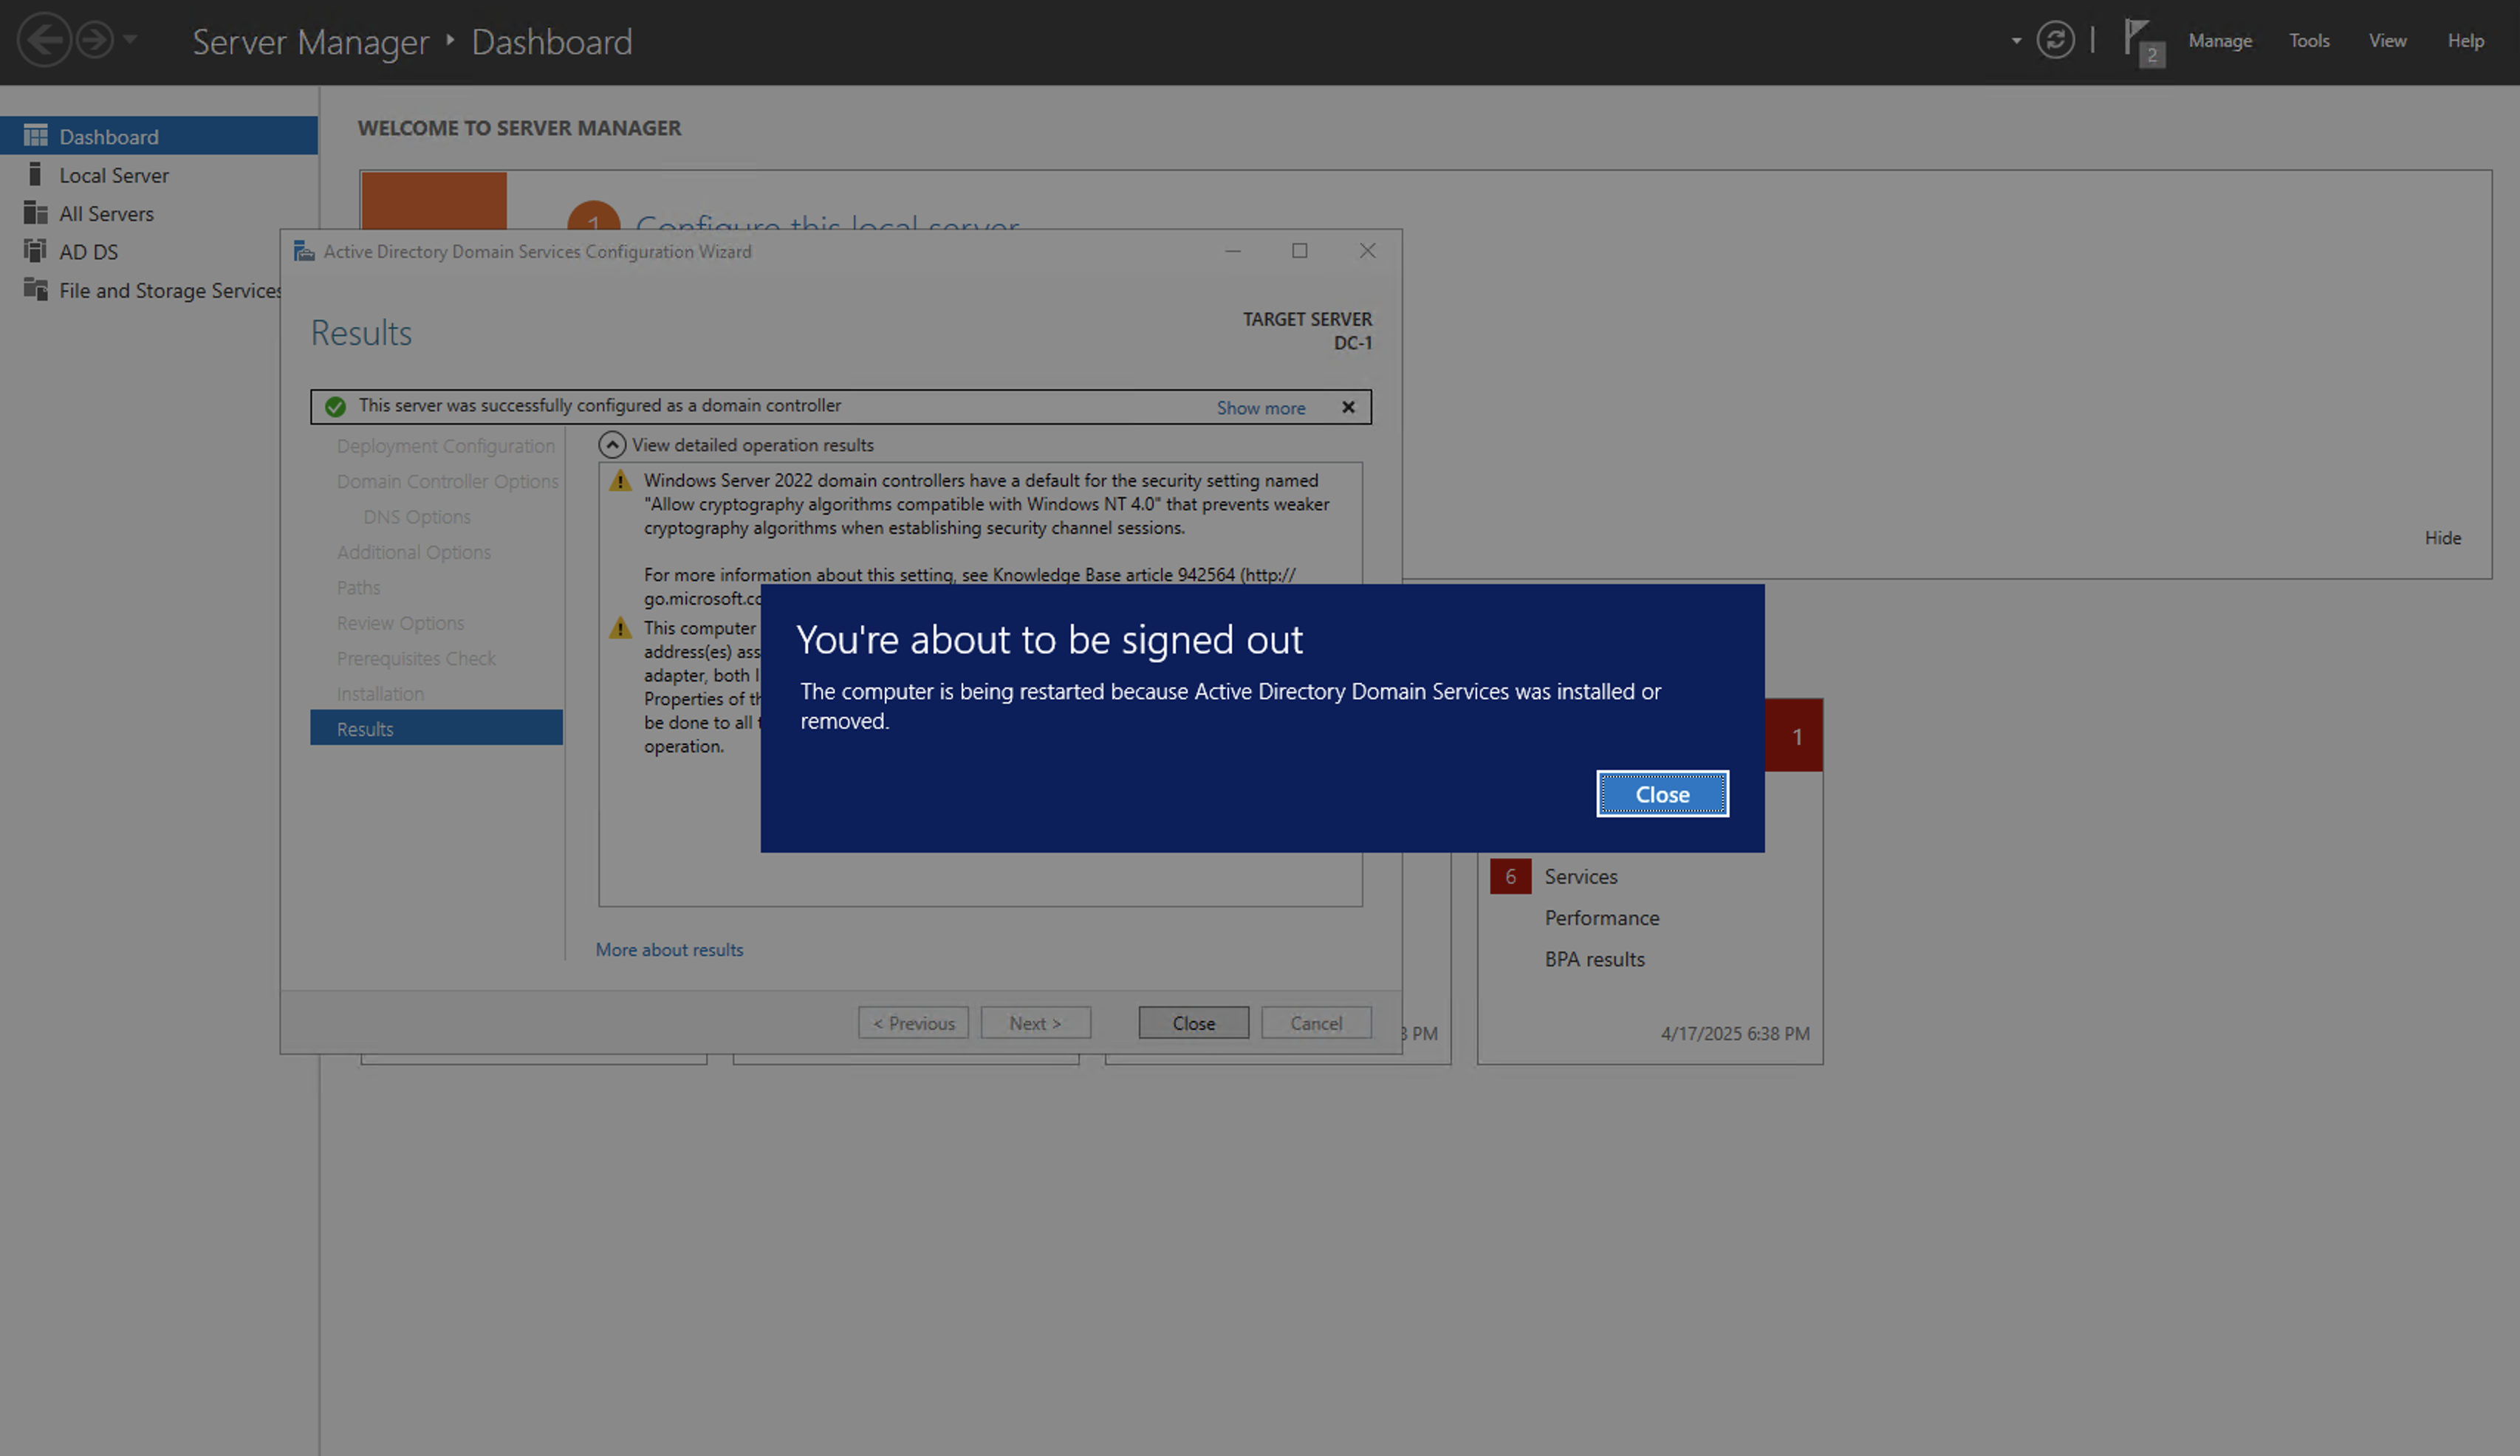 Server Manager ‣ Dashboard
2
Manage
Tools
View
Help
Dashboard
Local Server
All Servers
AD DS
File and Storage Services
WELCOME TO SERVER MANAGER
1
Configure this local server
Hide
Active Directory Domain Services Configuration Wizard
Results
TARGET SERVER
DC-1
This server was successfully configured as a domain controller
Show more
Deployment Configuration
Domain Controller Options
DNS Options
Additional Options
Paths
Review Options
Prerequisites Check
Installation
Results
View detailed operation results
Windows Server 2022 domain controllers have a default for the security setting named
"Allow cryptography algorithms compatible with Windows NT 4.0" that prevents weaker
cryptography algorithms when establishing security channel sessions.
For more information about this setting, see Knowledge Base article 942564 (http://
go.microsoft.co
This computer
address(es) ass
adapter, both I
Properties of th
be done to all
operation.
More about results
< Previous
Next >
Close
Cancel
You're about to be signed out
The computer is being restarted because Active Directory Domain Services was installed or
removed.
Close
1
6
Services
Performance
BPA results
PM
4/17/2025 6:38 PM